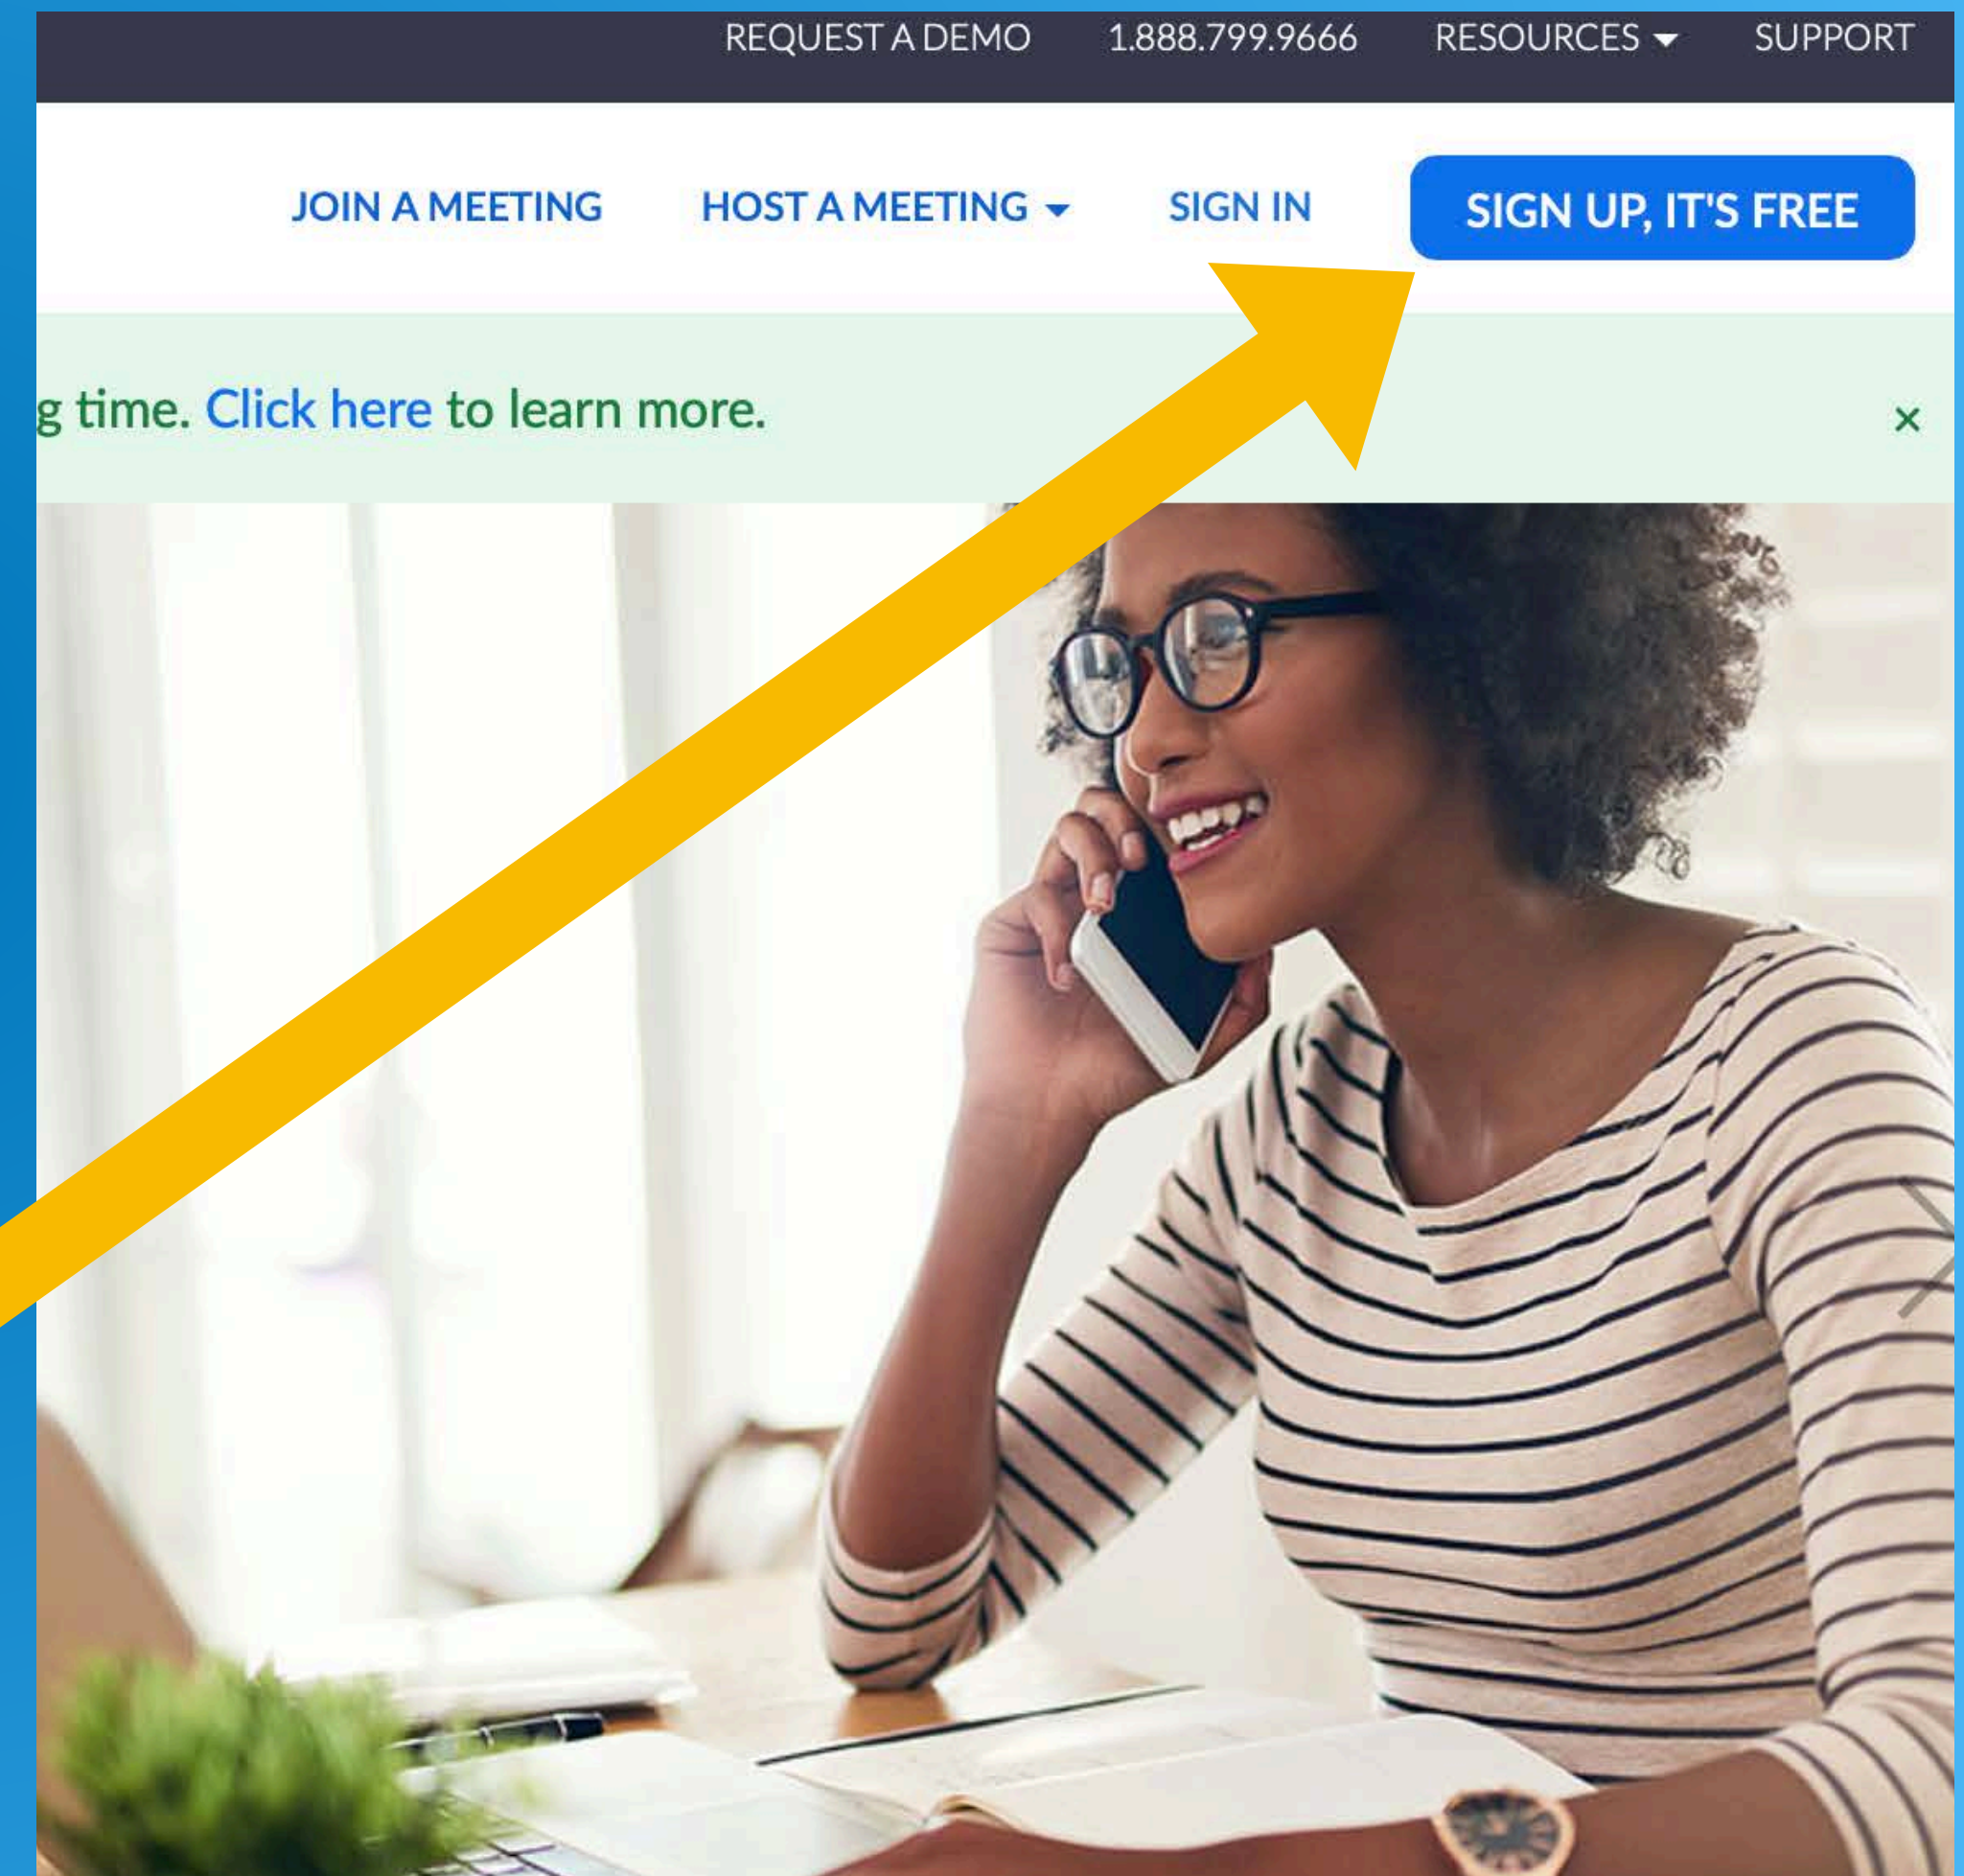 REQUEST A DEMO 1.888.799.9666 RESOURCES SUPPORT
JOIN A MEETING HOST A MEETING SIGN IN SIGN UP, IT'S FREE
g time. Click here to learn more.
×